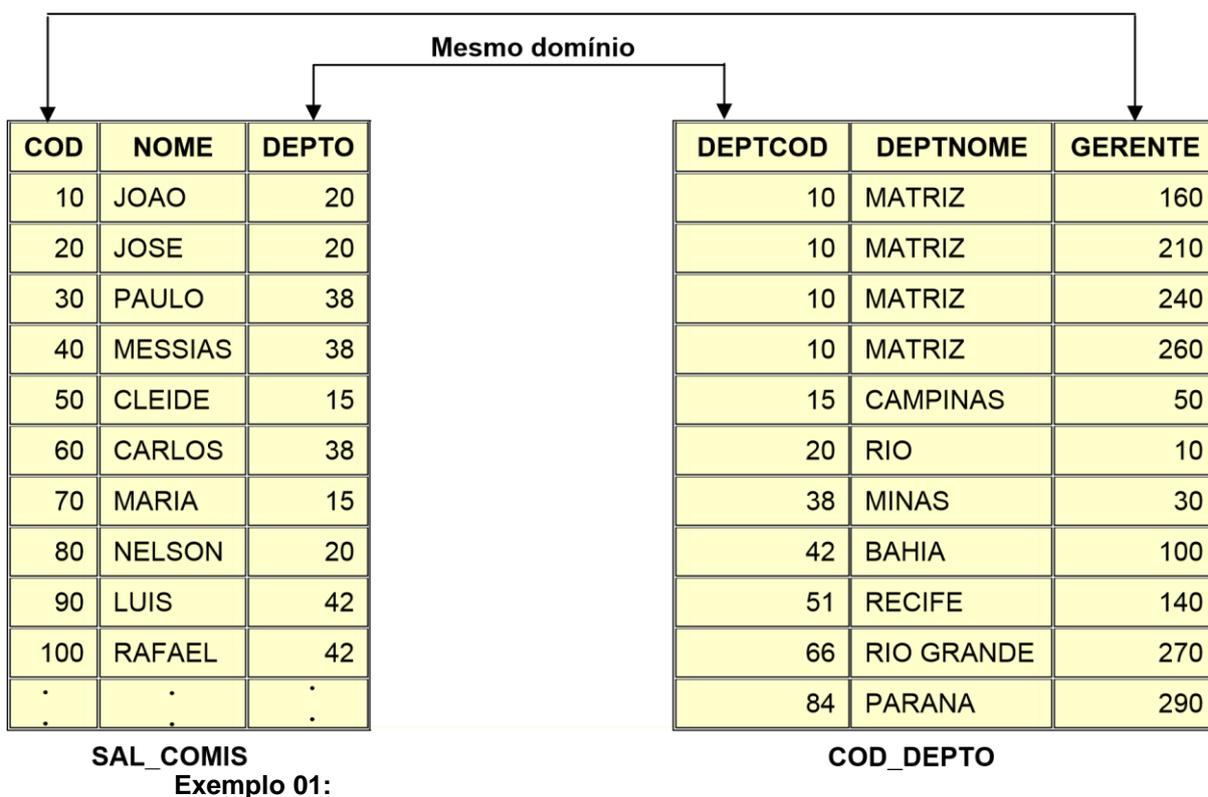 Mesmo domínio
COD NOME DEPTO
10 JOAO 20
20 JOSE 20
30 PAULO 38
40 MESSIAS 38
50 CLEIDE 15
60 CARLOS 38
70 MARIA 15
80 NELSON 20
90 LUIS 42
100 RAFAEL 42
: : :
SAL_COMIS
DEPTCOD DEPTNOME GERENTE
10 MATRIZ 160
10 MATRIZ 210
10 MATRIZ 240
10 MATRIZ 260
15 CAMPINAS 50
20 RIO 10
38 MINAS 30
42 BAHIA 100
51 RECIFE 140
66 RIO GRANDE 270
84 PARANA 290
COD_DEPTO
Exemplo 01: